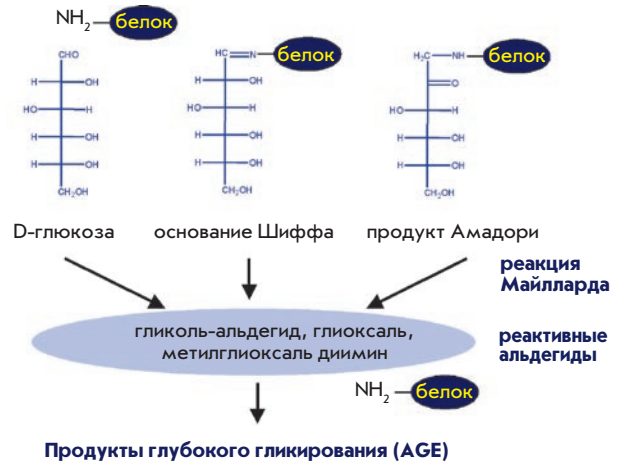 NH₂ — белок
CHO
H OH
HO H
H OH
H OH
CH₂OH
HC=N — белок
H OH
HO H
H OH
H OH
CH₂OH
H₂C — NH — белок
=O
HO H
H OH
H OH
CH₂OH
D-глюкоза
основание Шиффа
продукт Амадори
реакция
Майлларда
гликоль-альдегид, глиоксаль,
метилглиоксаль диимин
реактивные
альдегиды
NH₂ — белок
Продукты глубокого гликирования (AGE)